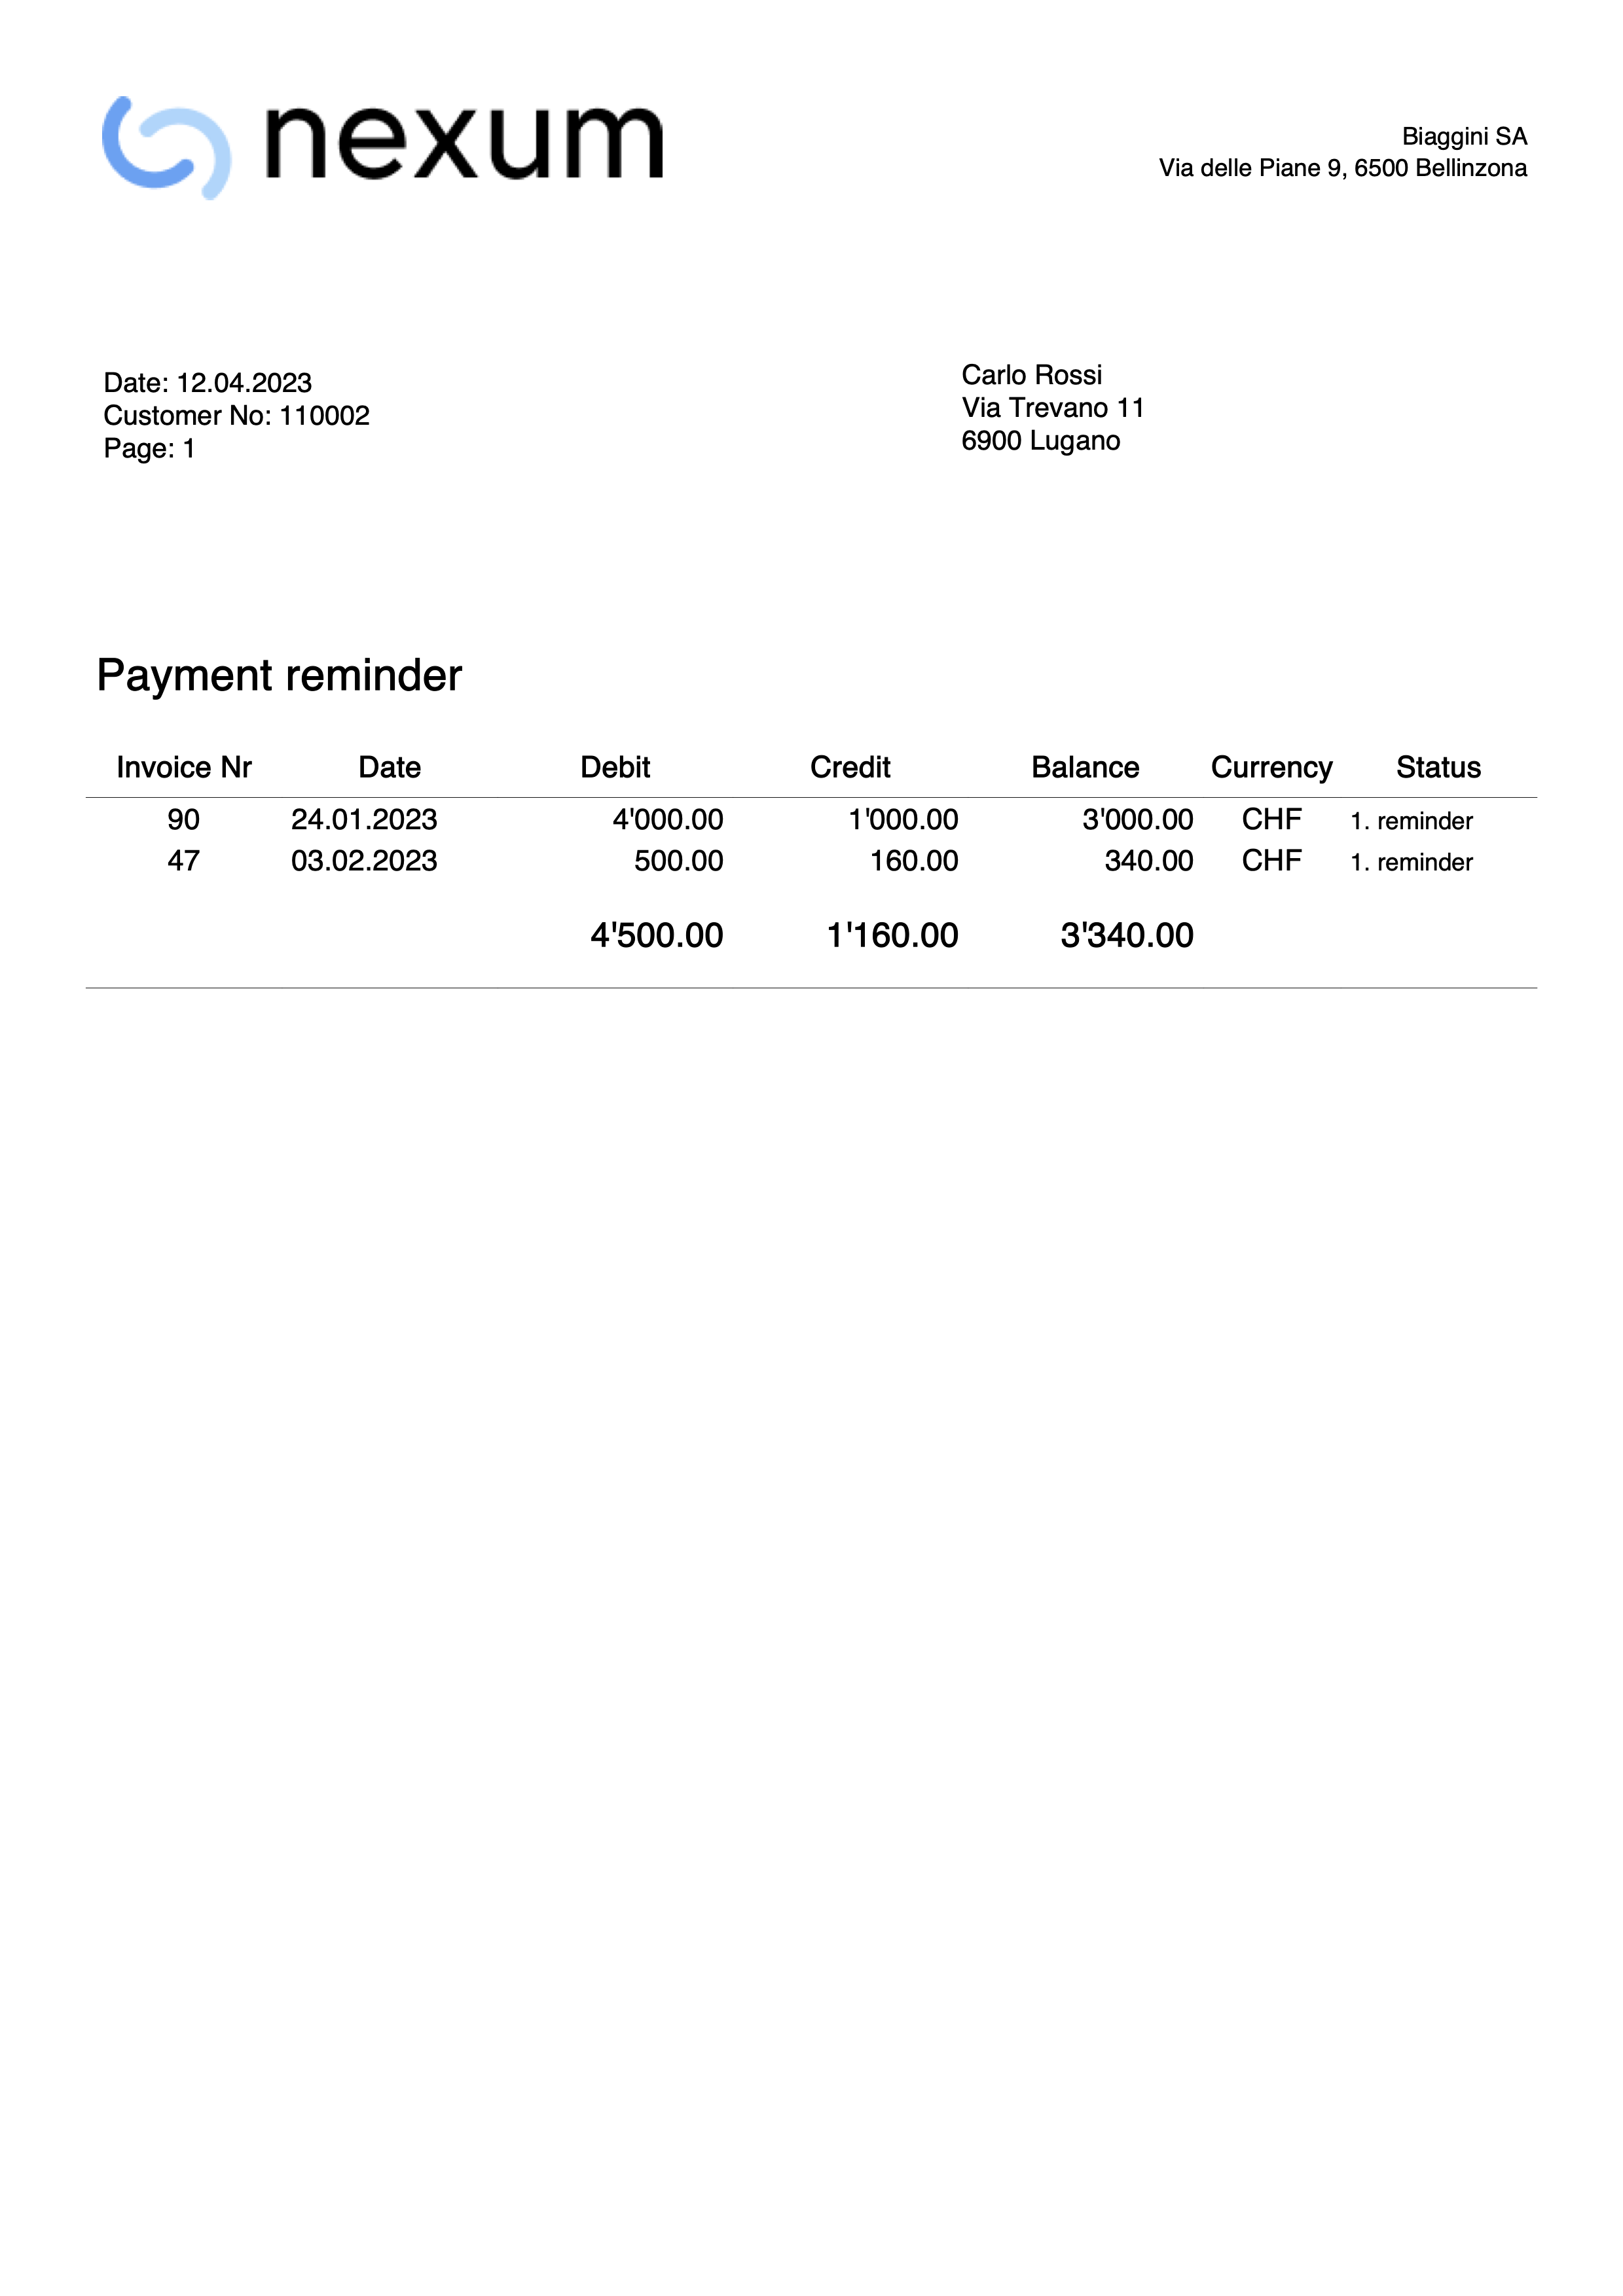 nexum
Biaggini SA
Via delle Piane 9, 6500 Bellinzona
Date: 12.04.2023
Customer No: 110002
Page: 1
Carlo Rossi
Via Trevano 11
6900 Lugano
Payment reminder
Invoice Nr Date Debit Credit Balance Currency Status
90 24.01.2023 4'000.00 1'000.00 3'000.00 CHF 1. reminder
47 03.02.2023 500.00 160.00 340.00 CHF 1. reminder
4'500.00 1'160.00 3'340.00